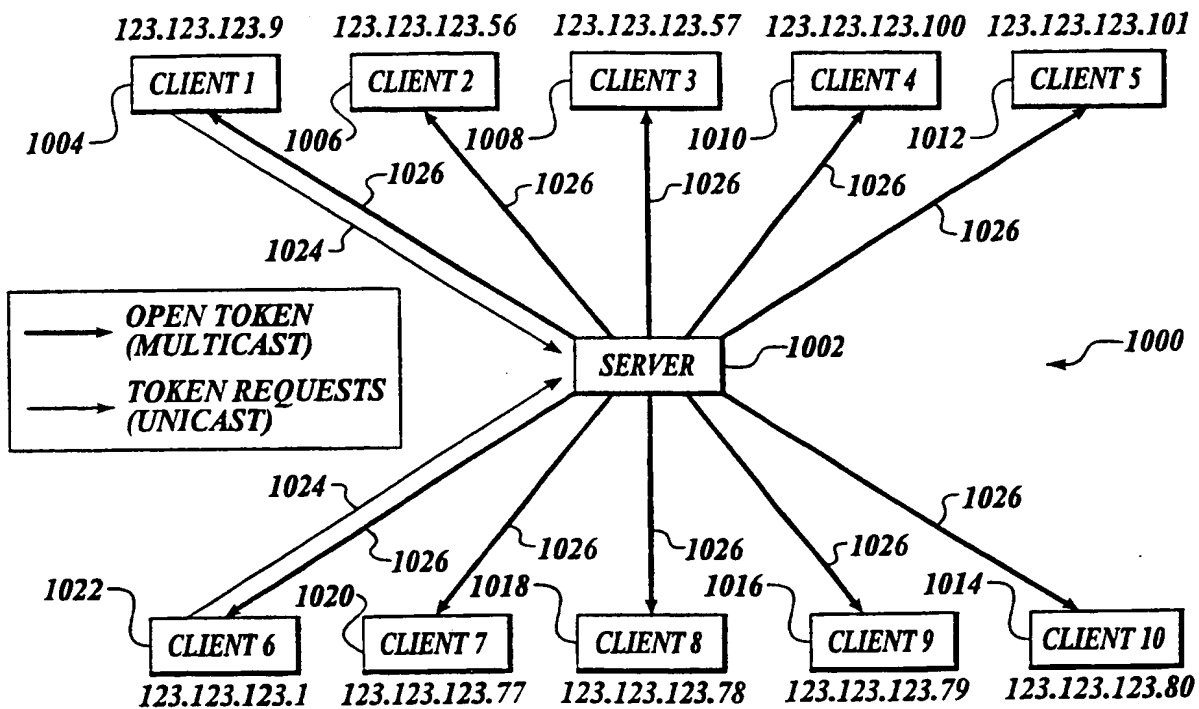 123.123.123.9 123.123.123.56 123.123.123.57 123.123.123.100 123.123.123.101
CLIENT 1 CLIENT 2 CLIENT 3 CLIENT 4 CLIENT 5
1004 1006 1008 1010 1012
1026 1026 1026 1026 1026
1024
OPEN TOKEN
(MULTICAST)
TOKEN REQUESTS
(UNICAST)
SERVER 1002 1000
1024
1026 1026 1026 1026 1026
1022 1020 1018 1016 1014
CLIENT 6 CLIENT 7 CLIENT 8 CLIENT 9 CLIENT 10
123.123.123.1 123.123.123.77 123.123.123.78 123.123.123.79 123.123.123.80